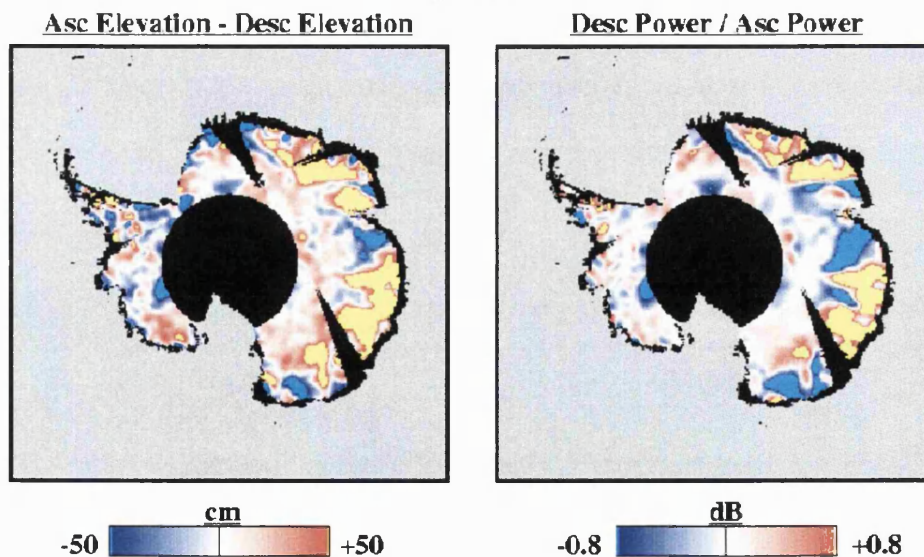 Asc Elevation - Desc Elevation
Desc Power / Asc Power
cm
-50
+50
dB
-0.8
+0.8